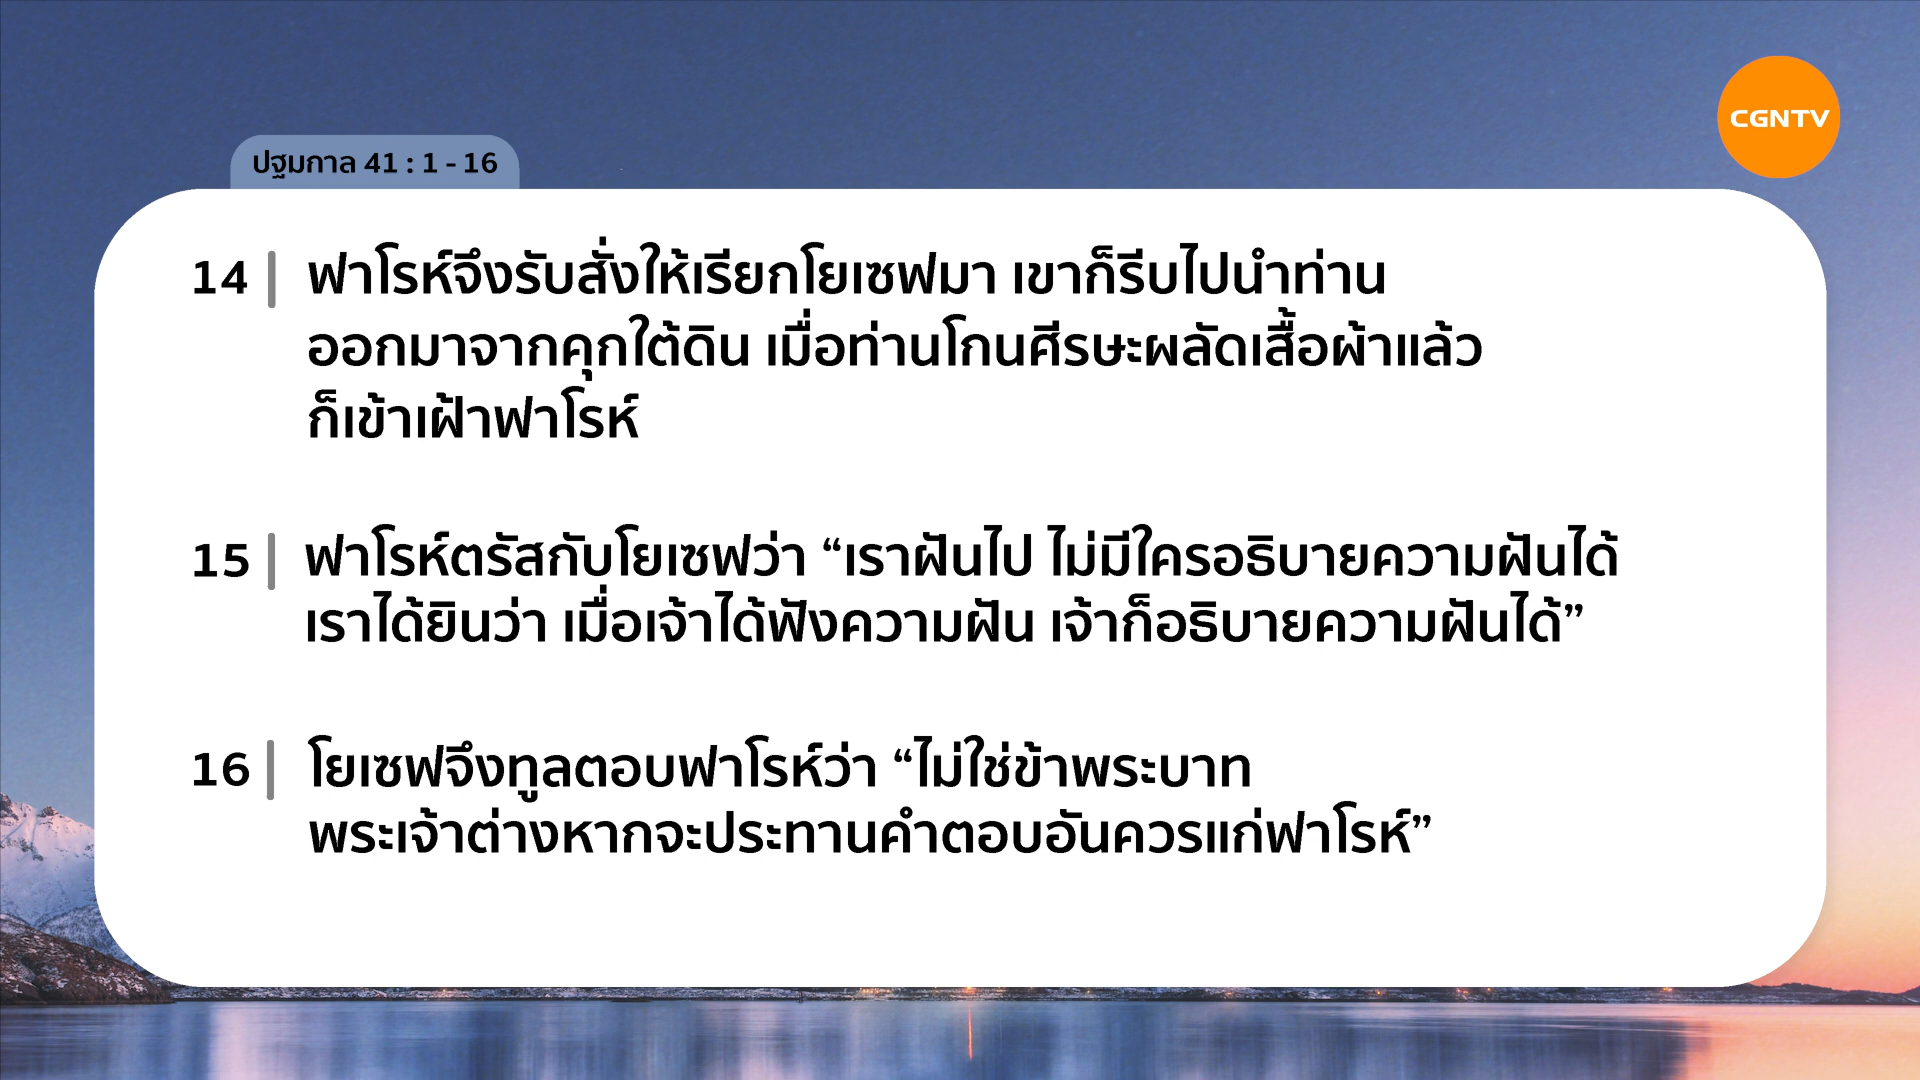 CGNTV
ปฐมกาล 41 : 1 - 16
14 ฟาโรห์จึงรับสั่งให้เรียกโยเซฟมา เขาก็รีบไปนำท่าน
ออกมาจากคุกใต้ดิน เมื่อท่านโกนศีรษะผลัดเสื้อผ้าแล้ว
ก็เข้าเฝ้าฟาโรห์
15 ฟาโรห์ตรัสกับโยเซฟว่า “เราฝันไป ไม่มีใครอธิบายความฝันได้
เราได้ยินว่า เมื่อเจ้าได้ฟังความฝัน เจ้าก็อธิบายความฝันได้”
16 โยเซฟจึงทูลตอบฟาโรห์ว่า “ไม่ใช่ข้าพระบาท
พระเจ้าต่างหากจะประทานคำตอบอันควรแก่ฟาโรห์”